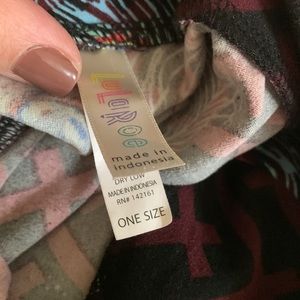 LuLaRoe
made in
indonesia
DRY LOW
MADE IN INDONESIA
RN# 142161
ONE SIZE